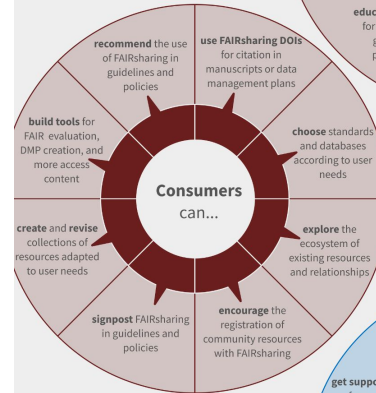 recommend the use
of FAIRsharing in
guidelines and
policies
use FAIRsharing DOIs
for citation in
manuscripts or data
management plans
choose standards
and databases
according to user
needs
explore the
ecosystem of
existing resources
and relationships
encourage the
registration of
community resources
with FAIRsharing
signpost FAIRsharing
in guidelines and
policies
create and revise
collections of
resources adapted
to user needs
build tools for
FAIR evaluation,
DMP creation, and
more access
content
Consumers
can...
educ
for
g
p
get suppo